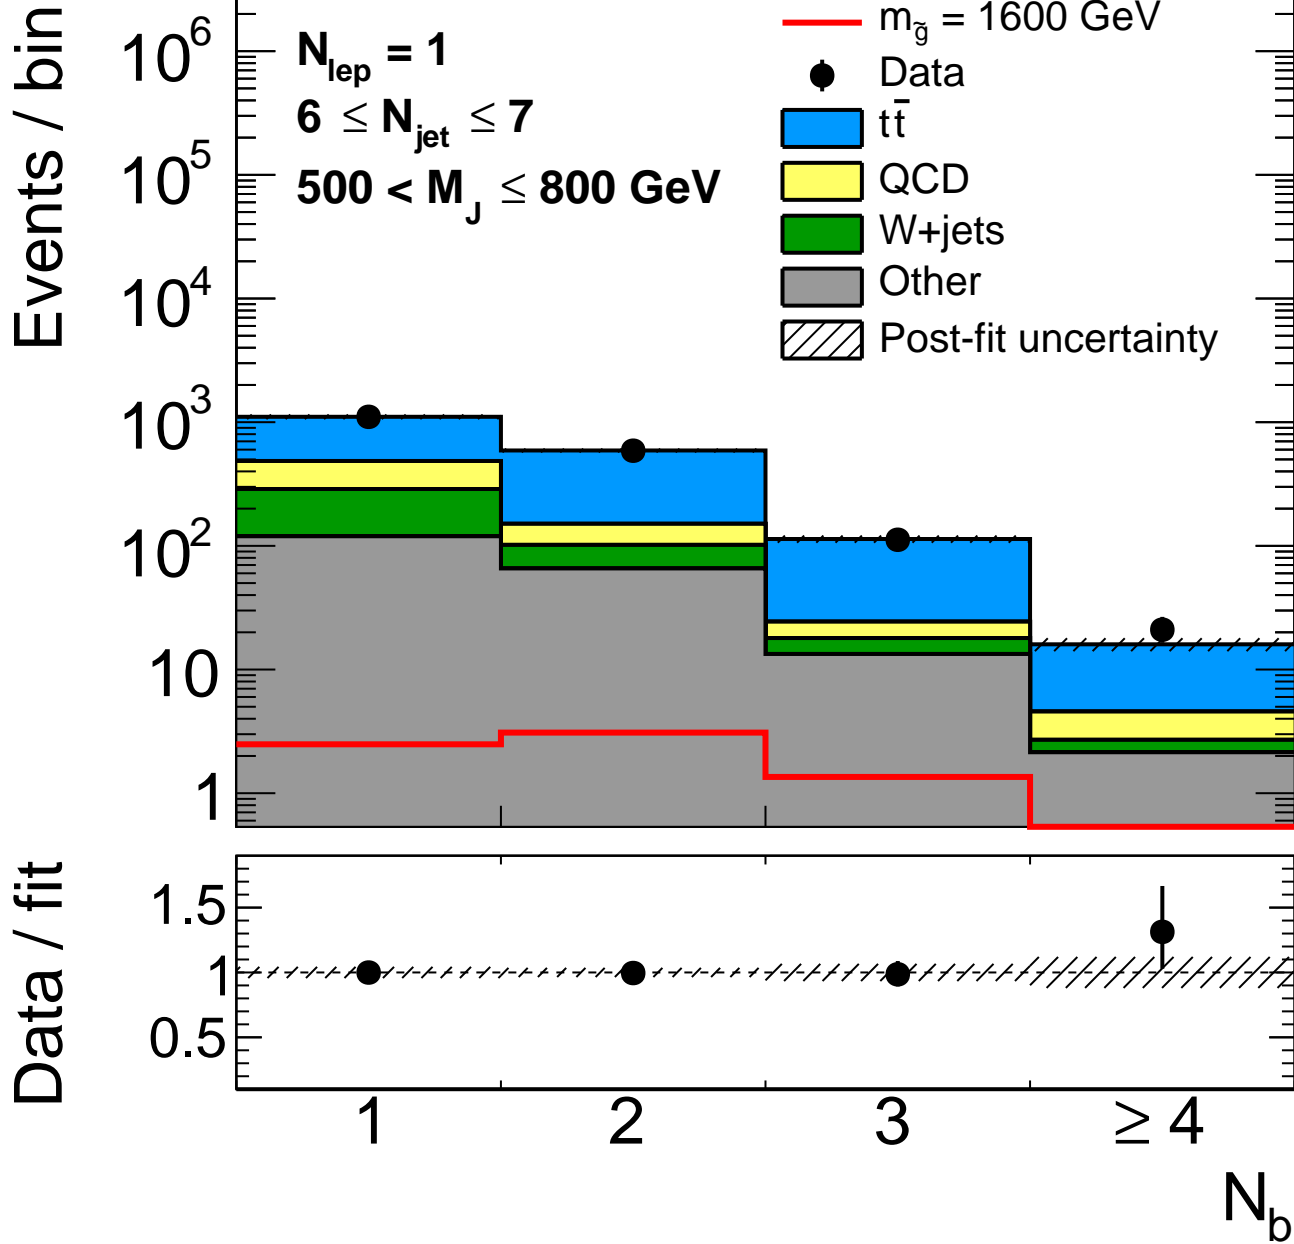 Events / bin
10^6
10^5
10^4
10^3
10^2
10
1
N_lep = 1
6 ≤ N_jet ≤ 7
500 < M_J ≤ 800 GeV
m_g̃ = 1600 GeV
Data
tt̄
QCD
W+jets
Other
Post-fit uncertainty
Data / fit
1.5
1
0.5
1 2 3 ≥ 4
N_b